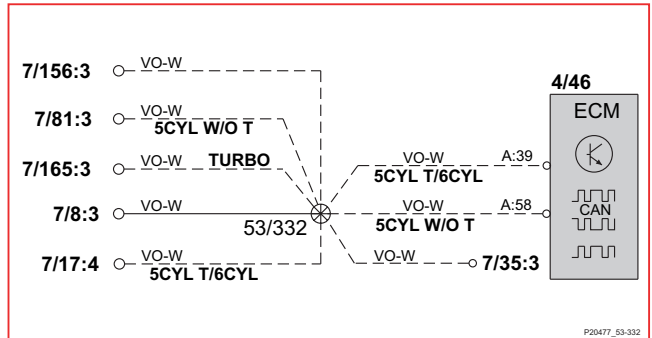 7/156:3 VO-W
4/46
ECM
7/81:3 VO-W
5CYL W/O T
7/165:3 VO-W TURBO
VO-W A:39
5CYL T/6CYL
7/8:3 VO-W
53/332
VO-W A:58
5CYL W/O T
CAN
7/17:4 VO-W
5CYL T/6CYL
VO-W 7/35:3
P20477_53-332